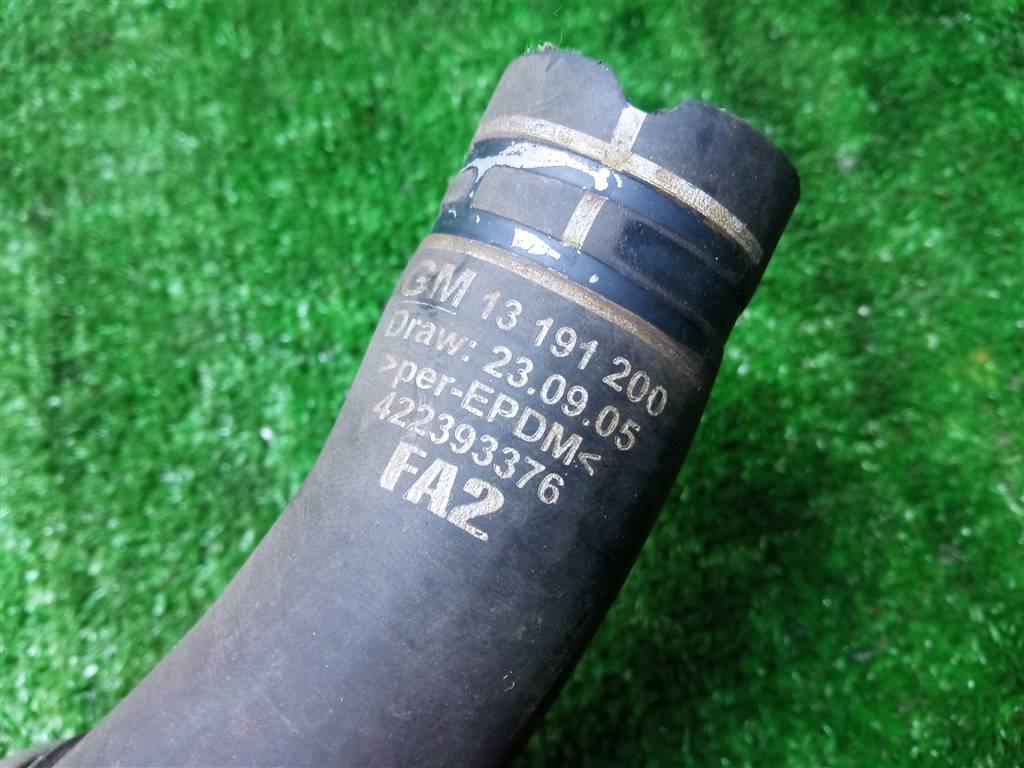 GM 13 191 200
Draw: 23.09.05
>per-EPDM<
422393376
FA2